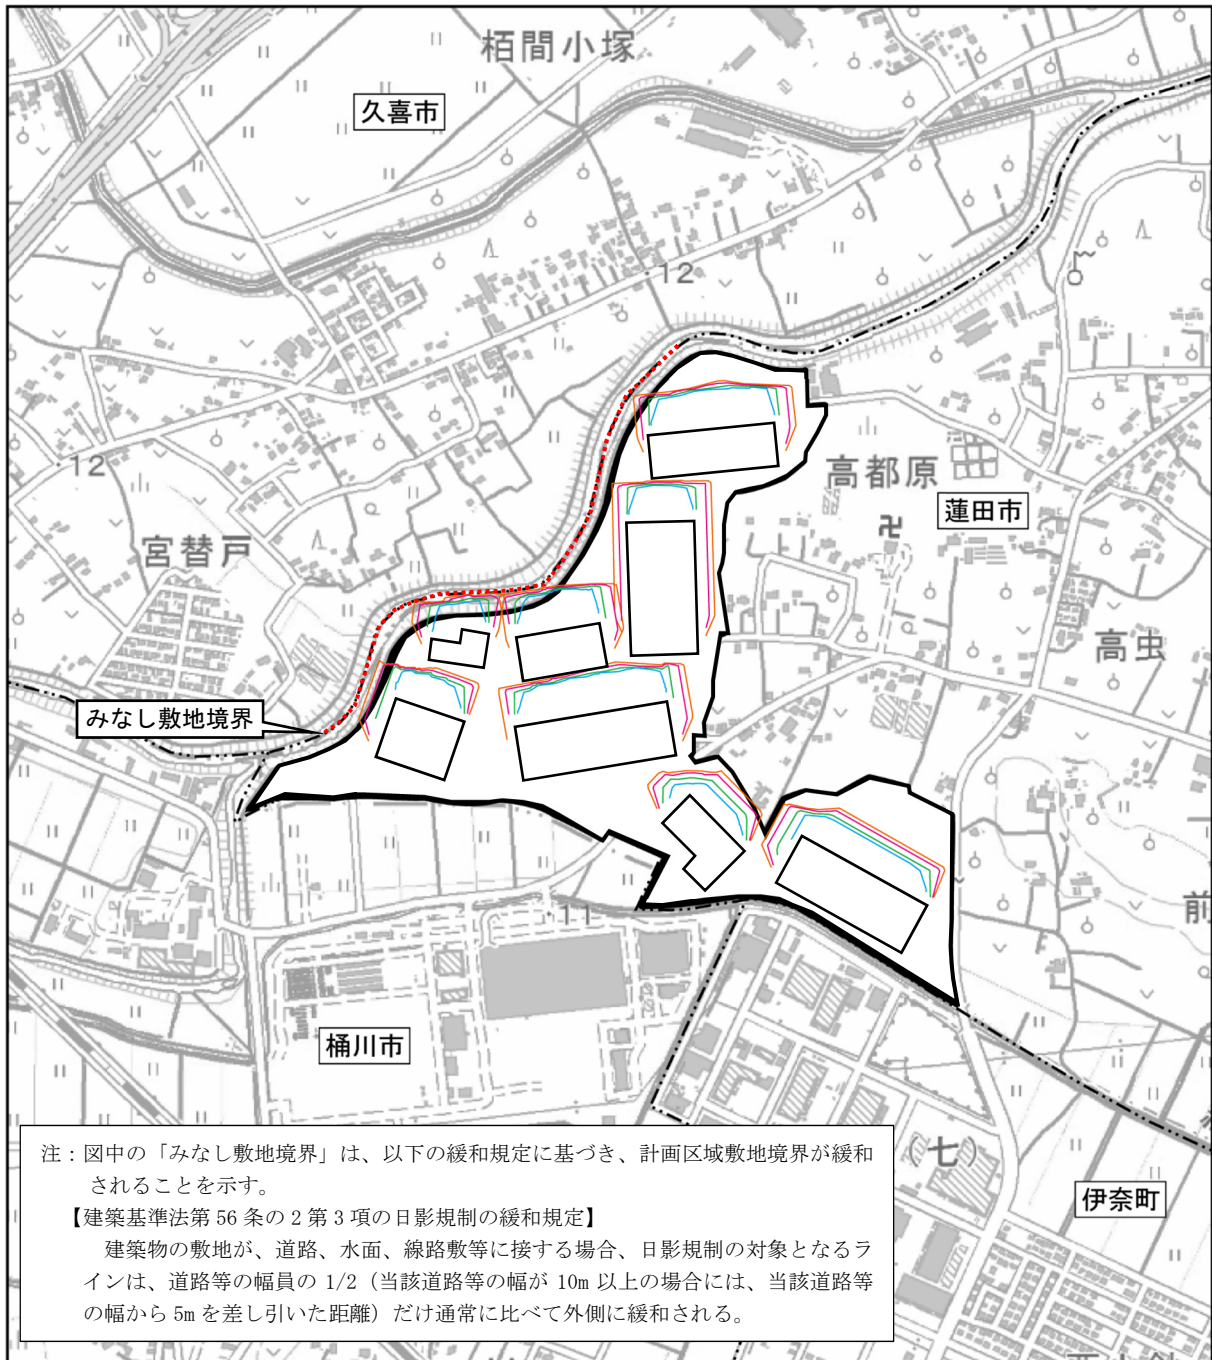 栢間小塚
久喜市
12
12
高都原
蓮田市
宮替戸
高虫
みなし敷地境界
前
11
桶川市
(七)
伊奈町
注：図中の「みなし敷地境界」は、以下の緩和規定に基づき、計画区域敷地境界が緩和
されることを示す。
【建築基準法第 56 条の 2 第 3 項の日影規制の緩和規定】
建築物の敷地が、道路、水面、線路敷等に接する場合、日影規制の対象となるラ
インは、道路等の幅員の 1/2（当該道路等の幅が 10m 以上の場合には、当該道路等
の幅から 5m を差し引いた距離）だけ通常に比べて外側に緩和される。